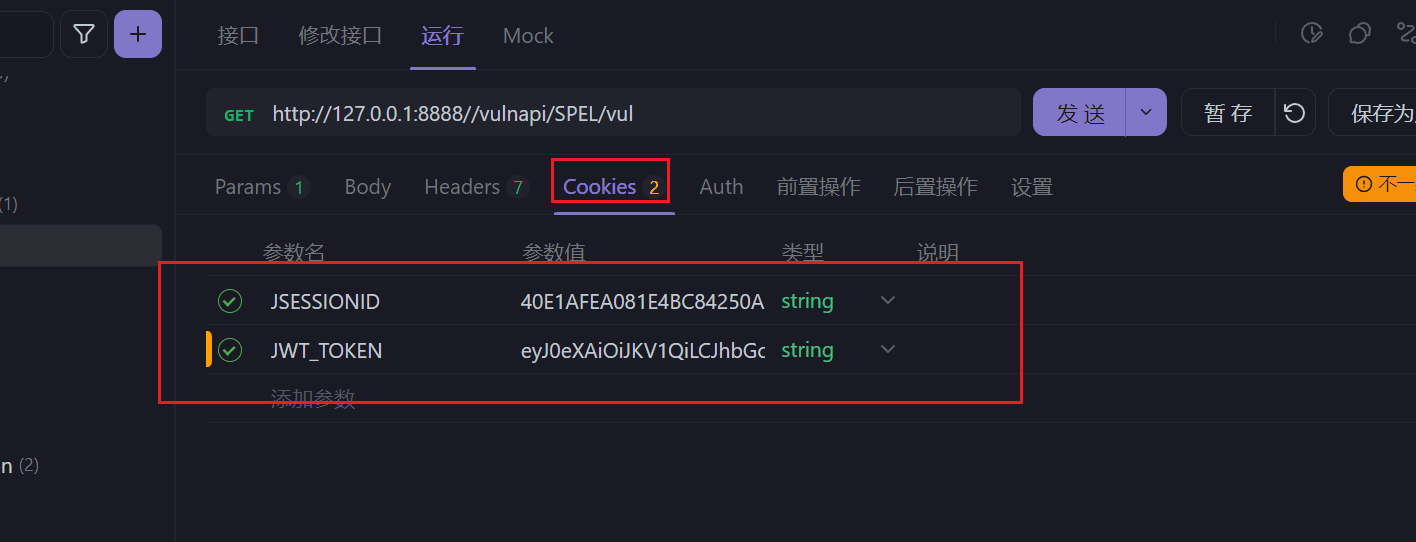 接口 修改接口 运行 Mock
GET http://127.0.0.1:8888//vulnapi/SPEL/vul 发 送 暂 存 保存为
Params 1 Body Headers 7 Cookies 2 Auth 前置操作 后置操作 设置 不一
(1)
参数名 参数值 类型 说明
JSESSIONID 40E1AFEA081E4BC84250A string
JWT_TOKEN eyJ0eXAiOiJKV1QiLCJhbGc string
添加参数
n (2)